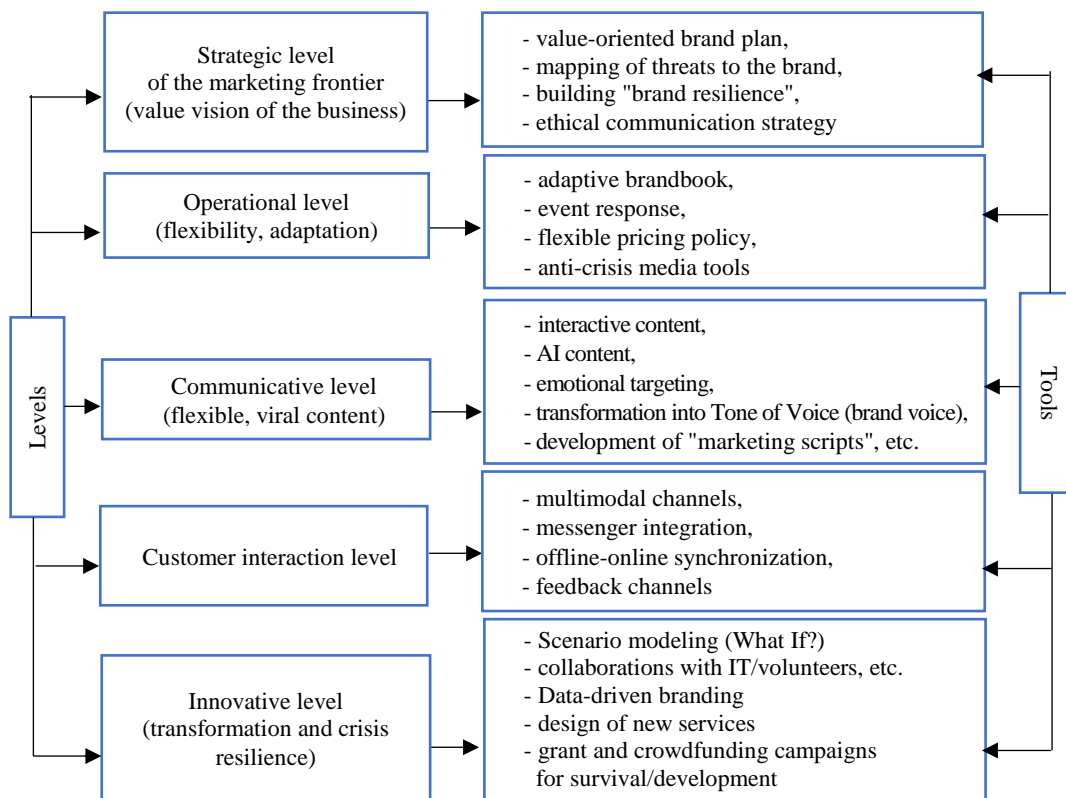 Levels
Strategic level
of the marketing frontier
(value vision of the business)
- value-oriented brand plan,
- mapping of threats to the brand,
- building "brand resilience",
- ethical communication strategy
Operational level
(flexibility, adaptation)
- adaptive brandbook,
- event response,
- flexible pricing policy,
- anti-crisis media tools
Communicative level
(flexible, viral content)
- interactive content,
- AI content,
- emotional targeting,
- transformation into Tone of Voice (brand voice),
- development of "marketing scripts", etc.
Customer interaction level
- multimodal channels,
- messenger integration,
- offline-online synchronization,
- feedback channels
Innovative level
(transformation and crisis
resilience)
- Scenario modeling (What If?)
- collaborations with IT/volunteers, etc.
- Data-driven branding
- design of new services
- grant and crowdfunding campaigns
for survival/development
Tools